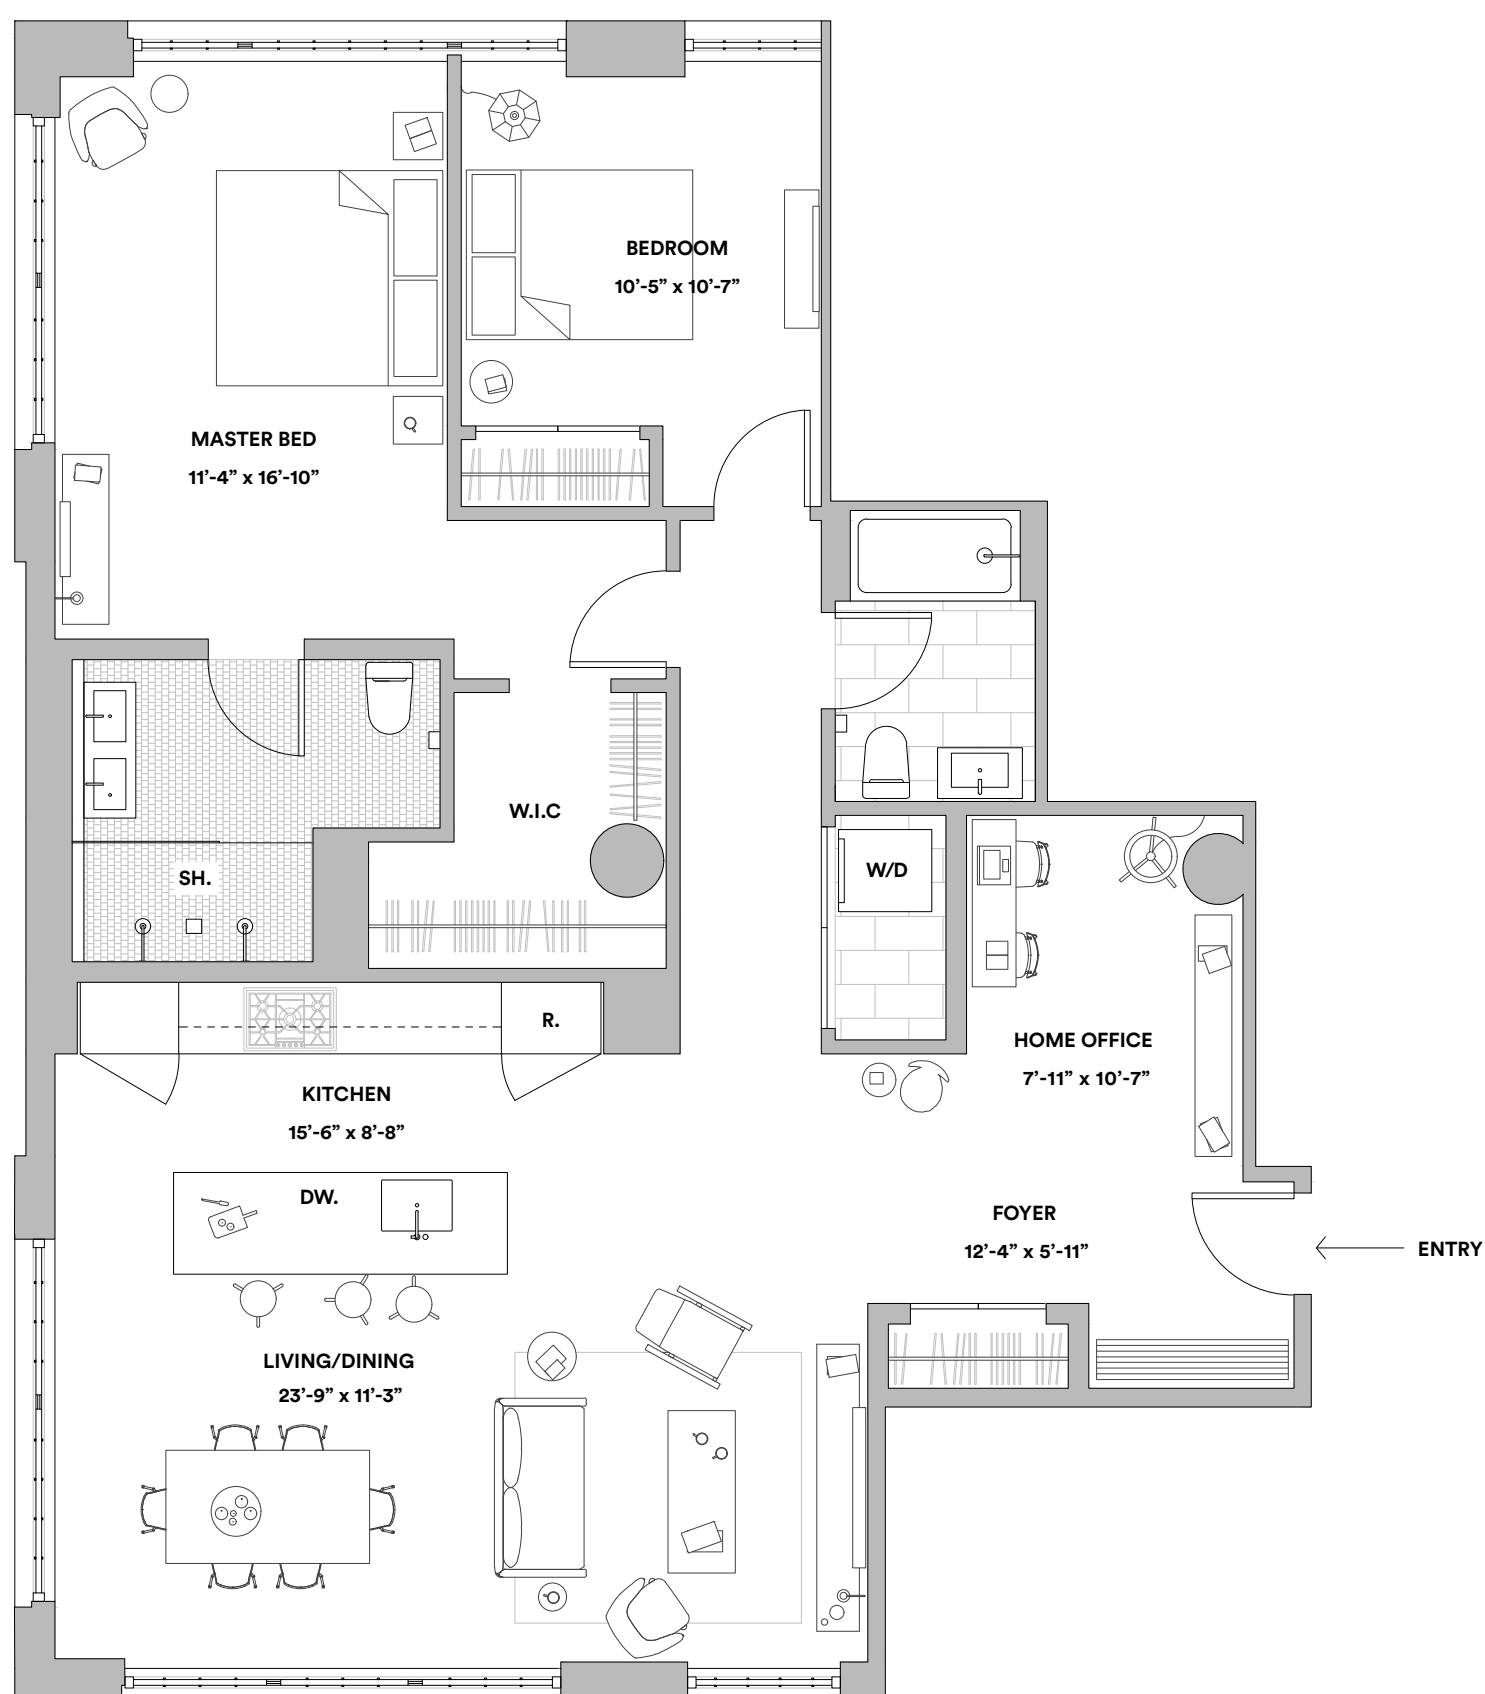 BEDROOM
10’-5” x 10’-7”
MASTER BED
11’-4” x 16’-10”
W.I.C
SH.
W/D
R.
HOME OFFICE
7’-11” x 10’-7”
KITCHEN
15’-6” x 8’-8”
DW.
FOYER
12’-4” x 5’-11”
ENTRY
LIVING/DINING
23’-9” x 11’-3”